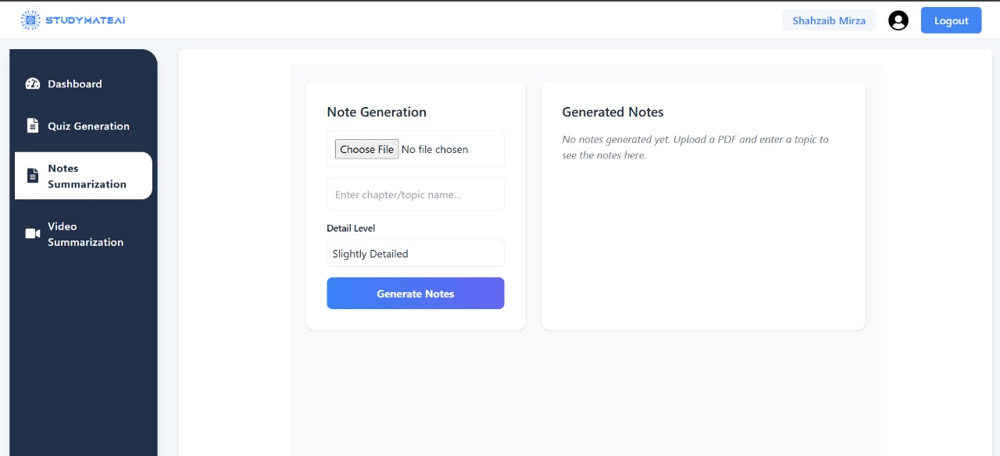 STUDYMATEAi
Shahzaib Mirza
Logout
Dashboard
Quiz Generation
Notes
Summarization
Video
Summarization
Note Generation
Choose File No file chosen
Enter chapter/topic name...
Detail Level
Slightly Detailed
Generate Notes
Generated Notes
No notes generated yet. Upload a PDF and enter a topic to
see the notes here.